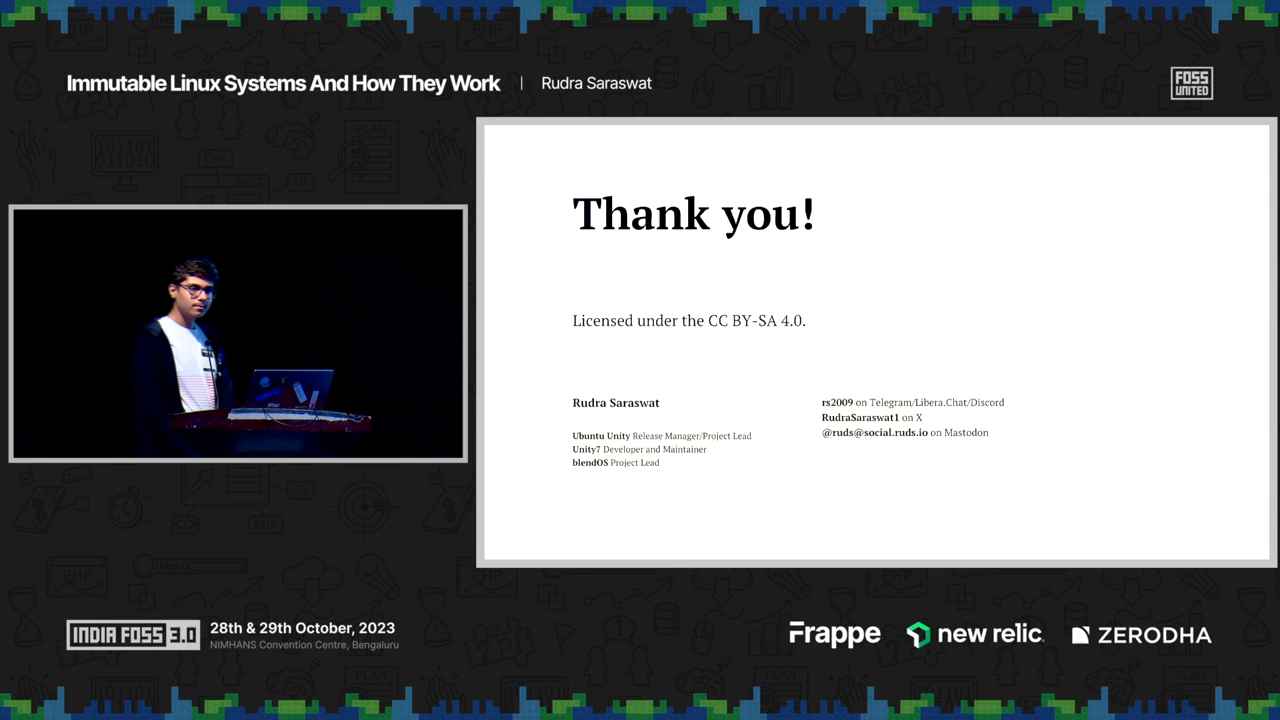 Immutable Linux Systems And How They Work | Rudra Saraswat
FOSS
UNITED
Thank you!
Licensed under the CC BY-SA 4.0.
Rudra Saraswat
Ubuntu Unity Release Manager/Project Lead
Unity7 Developer and Maintainer
blendOS Project Lead
rs2009 on Telegram/Libera.Chat/Discord
RudraSaraswat1 on X
@ruds@social.ruds.io on Mastodon
INDIA FOSS 3.0
28th & 29th October, 2023
NIMHANS Convention Centre, Bengaluru
Frappe
new relic
ZERODHA